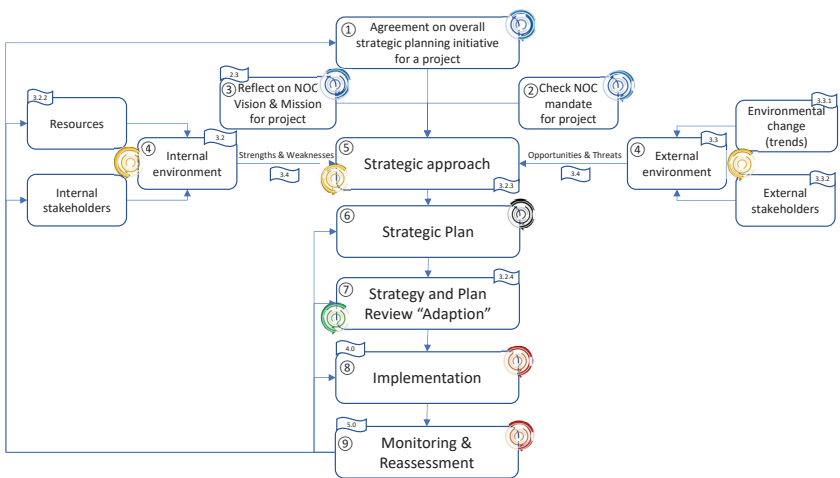 ① Agreement on overall
strategic planning initiative
for a project
2.3
③ Reflect on NOC
Vision & Mission
for project
② Check NOC
mandate
for project
3.2.2
Resources
3.2
④ Internal
environment
Internal
stakeholders
Strengths & Weaknesses
3.4
⑤ Strategic approach
3.2.3
Opportunities & Threats
3.4
3.3
④ External
environment
3.3.1
Environmental
change
(trends)
3.3.2
External
stakeholders
⑥ Strategic Plan
3.2.4
⑦ Strategy and Plan
Review “Adaption”
4.0
⑧ Implementation
5.0
⑨ Monitoring &
Reassessment